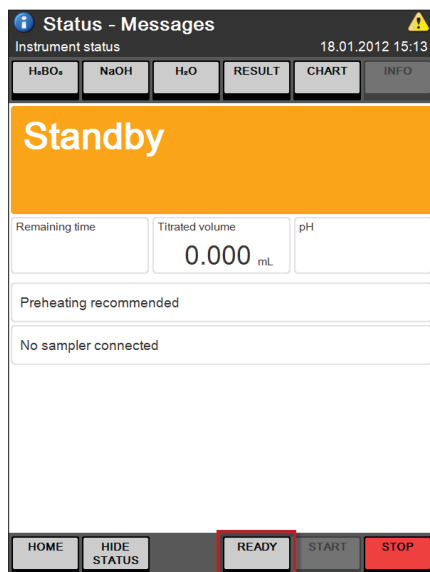 Status - Messages
Instrument status
18.01.2012 15:13
H₃BO₃ NaOH H₂O RESULT CHART INFO
Standby
Remaining time Titrated volume pH
0.000 mL
Preheating recommended
No sampler connected
HOME HIDE STATUS READY START STOP